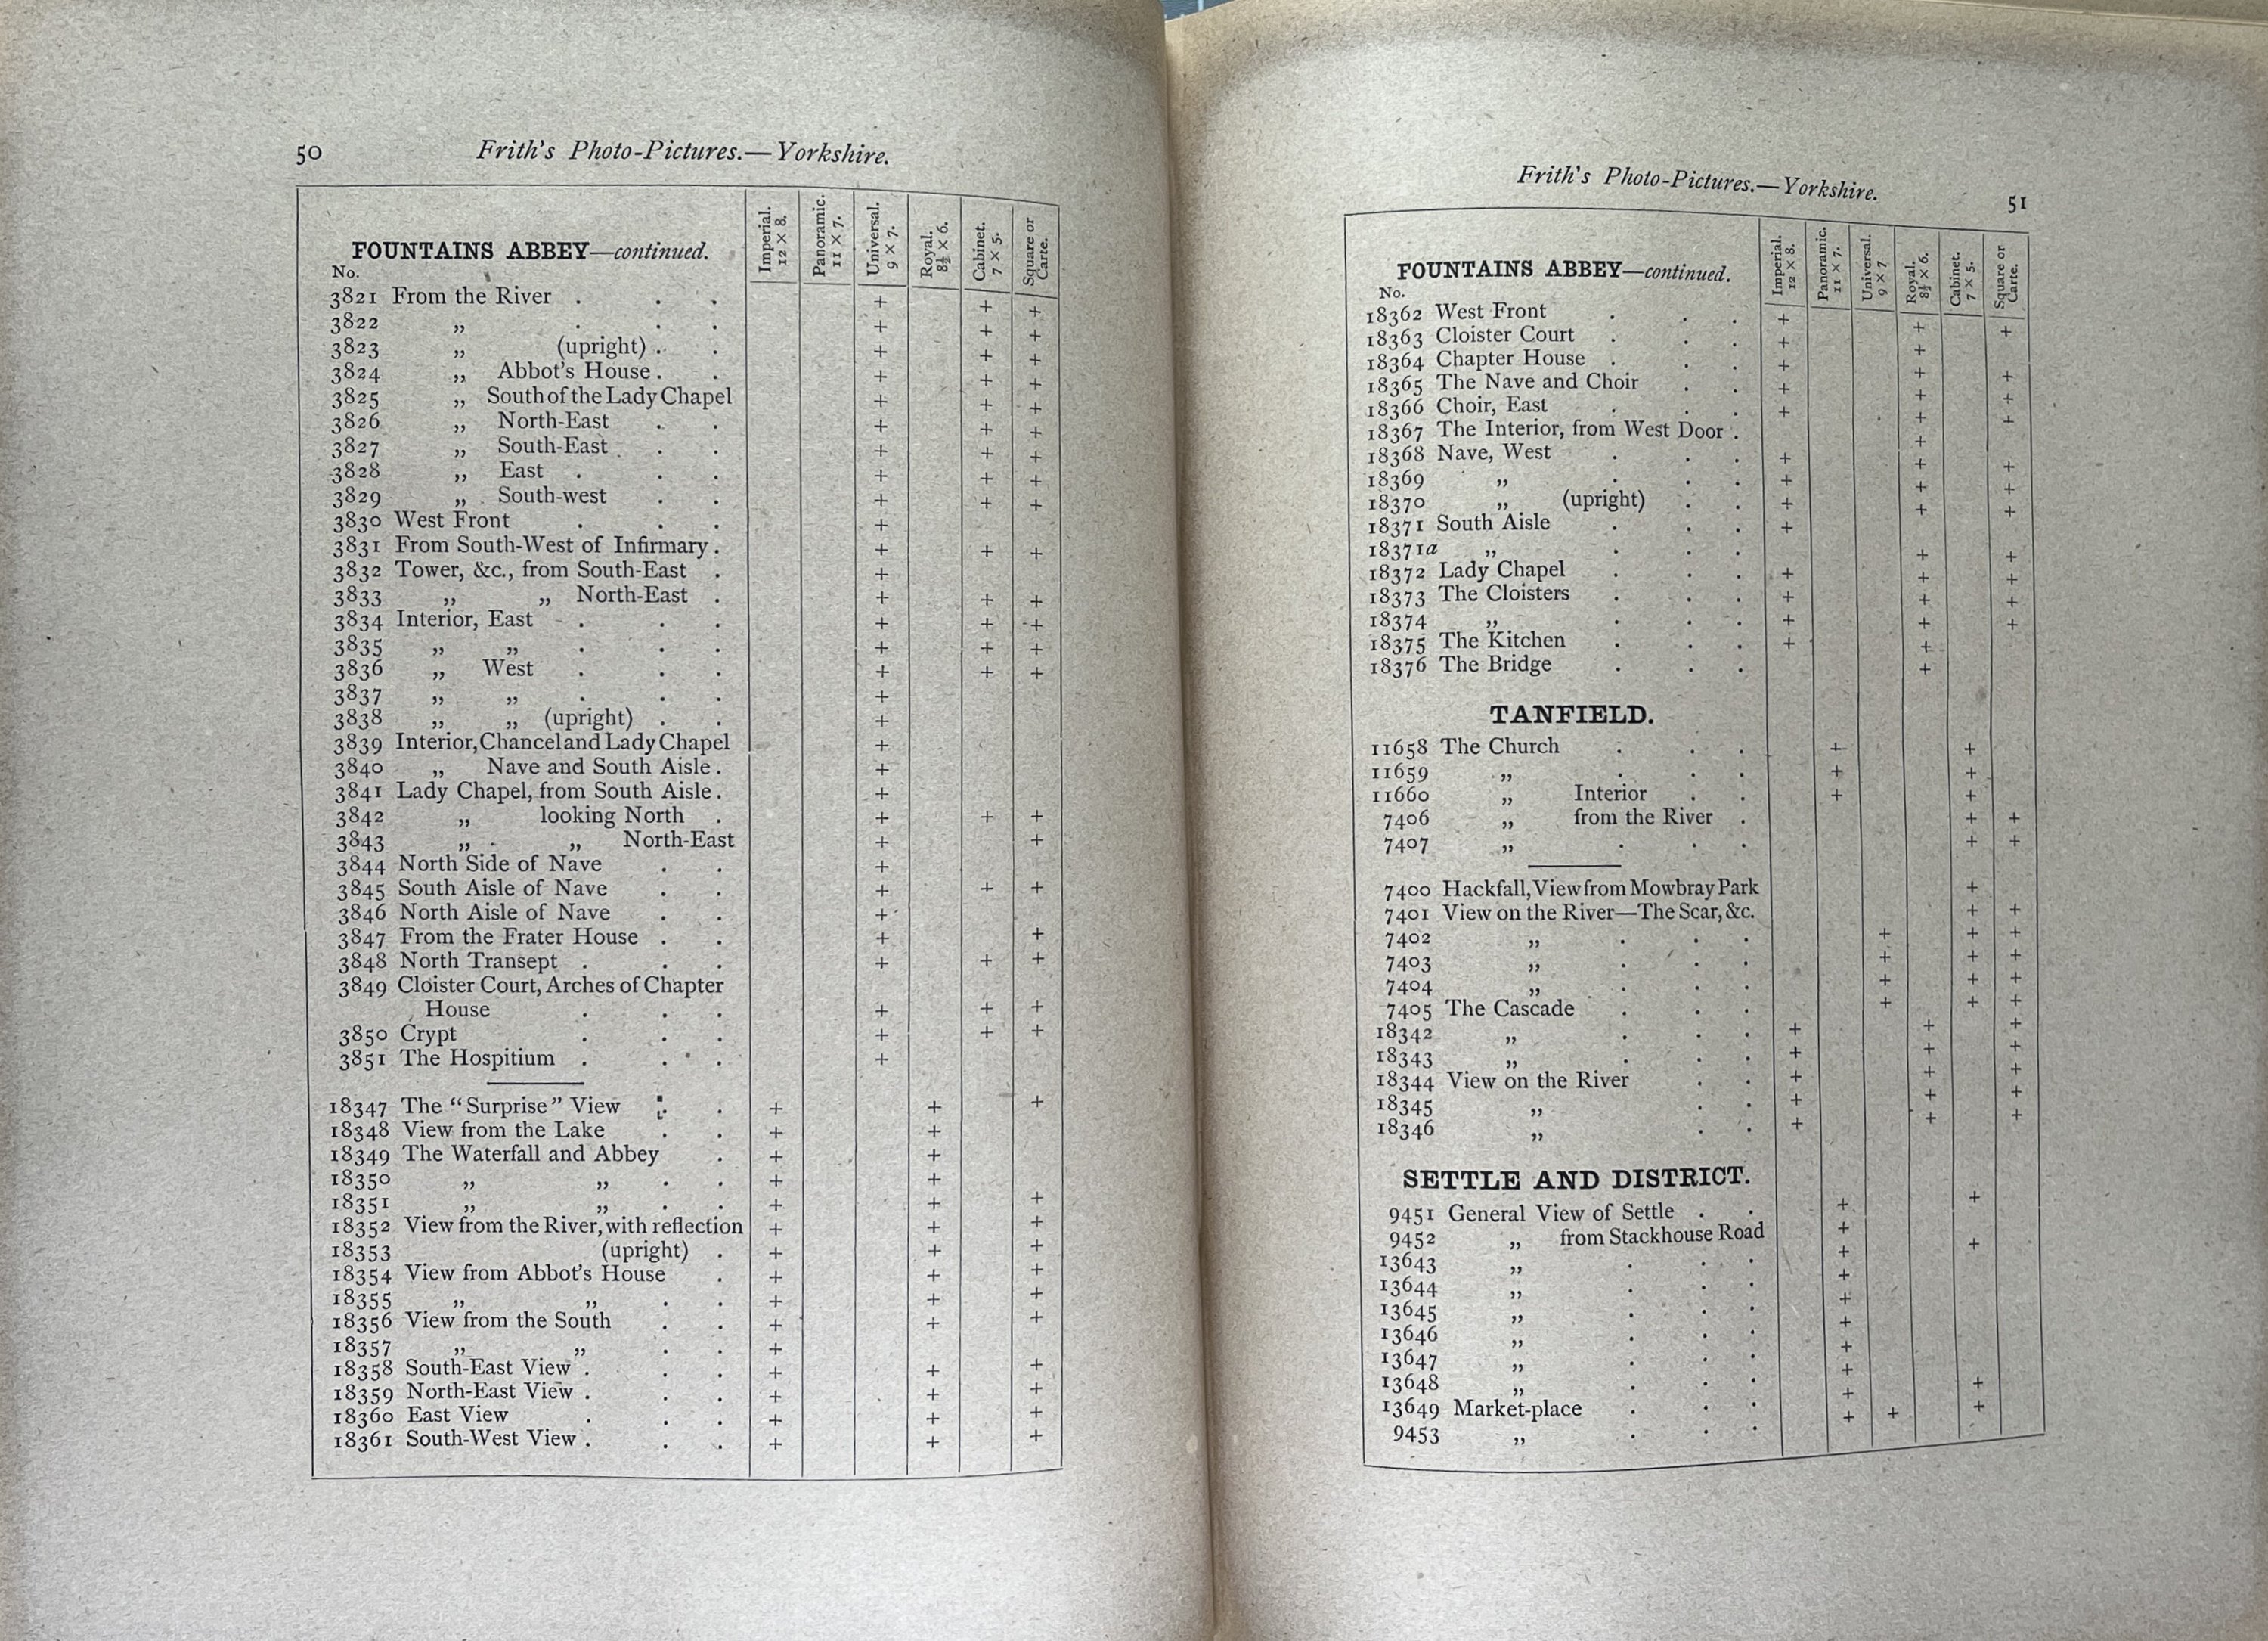 50
Frith's Photo-Pictures.—Yorkshire.
FOUNTAINS ABBEY—continued.
Imperial. 12 × 8.
Panoramic. 11 × 7.
Universal. 9 × 7.
Royal. 8½ × 6.
Cabinet. 7 × 5.
Square or Carte.
No.
3821 From the River . . . + + +
3822 „ . . . + + +
3823 „ (upright) . . + + +
3824 „ Abbot's House . . + + +
3825 „ South of the Lady Chapel + + +
3826 „ North-East . . + + +
3827 „ South-East . . + + +
3828 „ East . . . + + +
3829 „ South-west . . + + +
3830 West Front . . . +
3831 From South-West of Infirmary . + + +
3832 Tower, &c., from South-East . +
3833 „ „ North-East . + + +
3834 Interior, East . . . + + +
3835 „ „ . . . + + +
3836 „ West . . . + + +
3837 „ „ . . . +
3838 „ „ (upright) . . +
3839 Interior, Chancel and Lady Chapel +
3840 „ Nave and South Aisle . +
3841 Lady Chapel, from South Aisle . +
3842 „ looking North . + + +
3843 „ „ North-East + +
3844 North Side of Nave . . +
3845 South Aisle of Nave . . + + +
3846 North Aisle of Nave . . +
3847 From the Frater House . . + +
3848 North Transept . . . + + +
3849 Cloister Court, Arches of Chapter
House . . . + + +
3850 Crypt . . . + + +
3851 The Hospitium . . . +
18347 The "Surprise" View . . + + +
18348 View from the Lake . . + +
18349 The Waterfall and Abbey . + +
18350 „ „ . . + +
18351 „ „ . . + + +
18352 View from the River, with reflection + + +
18353 (upright) . + + +
18354 View from Abbot's House . + + +
18355 „ „ . . + + +
18356 View from the South . . + + +
18357 „ „ . . +
18358 South-East View . . . + + +
18359 North-East View . . . + + +
18360 East View . . . + + +
18361 South-West View . . . + + +
Frith's Photo-Pictures.—Yorkshire.
51
FOUNTAINS ABBEY—continued.
Imperial. 12 × 8.
Panoramic. 11 × 7.
Universal. 9 × 7
Royal. 8½ × 6.
Cabinet. 7 × 5.
Square or Carte.
No.
18362 West Front . . . + + +
18363 Cloister Court . . . + +
18364 Chapter House . . . + + +
18365 The Nave and Choir . . + + +
18366 Choir, East . . . + + +
18367 The Interior, from West Door . +
18368 Nave, West . . . + + +
18369 „ . . . + + +
18370 „ (upright) . . + + +
18371 South Aisle . . . +
18371a „ . . . + +
18372 Lady Chapel . . . + + +
18373 The Cloisters . . . + + +
18374 „ . . . + + +
18375 The Kitchen . . . + +
18376 The Bridge . . . +
TANFIELD.
11658 The Church . . . + +
11659 „ . . . + +
11660 „ Interior . . + +
7406 „ from the River . + +
7407 „ . . . + +
7400 Hackfall, View from Mowbray Park +
7401 View on the River—The Scar, &c. + +
7402 „ . . . + + +
7403 „ . . . + + +
7404 „ . . . + + +
7405 The Cascade . . . + + +
18342 „ . . . + + +
18343 „ . . . + + +
18344 View on the River . . + + +
18345 „ . . + + +
18346 „ . . + + +
SETTLE AND DISTRICT.
9451 General View of Settle . . + +
9452 „ from Stackhouse Road +
13643 „ . . . + +
13644 „ . . . +
13645 „ . . . +
13646 „ . . . +
13647 „ . . . +
13648 „ . . . +
13649 Market-place . . . + +
9453 „ . . . + + +